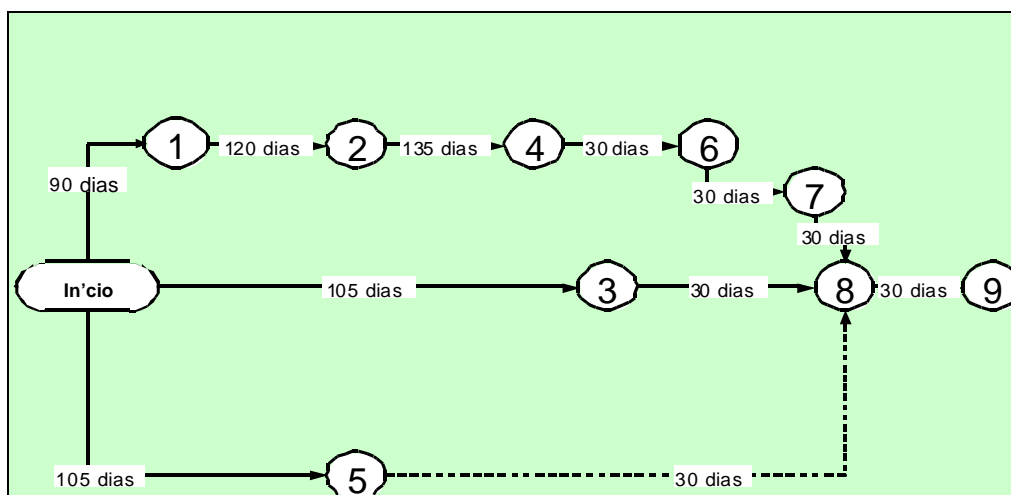 1 120 dias 2 135 dias 4 30 dias 6
90 dias
30 dias 7
30 dias
In’cio 105 dias 3 30 dias 8 30 dias 9
105 dias 5 30 dias